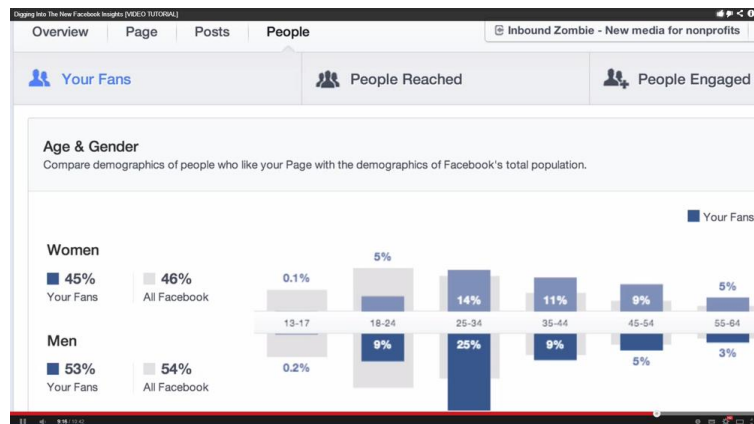 Digging Into The New Facebook Insights [VIDEO TUTORIAL]
Overview Page Posts People
Inbound Zombie - New media for nonprofits
Your Fans People Reached People Engaged
Age & Gender
Compare demographics of people who like your Page with the demographics of Facebook's total population.
Your Fans
Women
45% 46%
Your Fans All Facebook
0.1% 5% 14% 11% 9% 5%
13-17 18-24 25-34 35-44 45-54 55-64
Men
53% 54%
Your Fans All Facebook
0.2% 9% 25% 9% 5% 3%
9:16 / 10:42